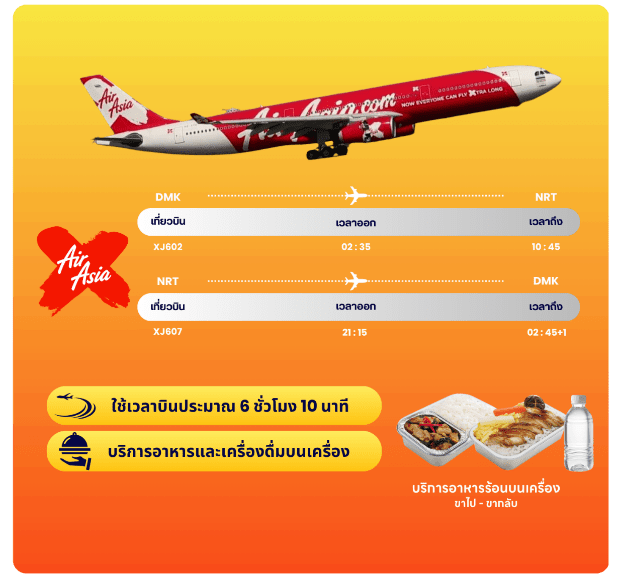 Air
Asia
AirAsia.com
NOW EVERYONE CAN FLY XTRA LONG
DMK
NRT
เที่ยวบิน
เวลาออก
เวลาถึง
XJ602
02 : 35
10 : 45
Air
Asia
NRT
DMK
เที่ยวบิน
เวลาออก
เวลาถึง
XJ607
21 : 15
02 : 45+1
ใช้เวลาบินประมาณ 6 ชั่วโมง 10 นาที
บริการอาหารและเครื่องดื่มบนเครื่อง
บริการอาหารร้อนบนเครื่อง
ขาไป - ขากลับ